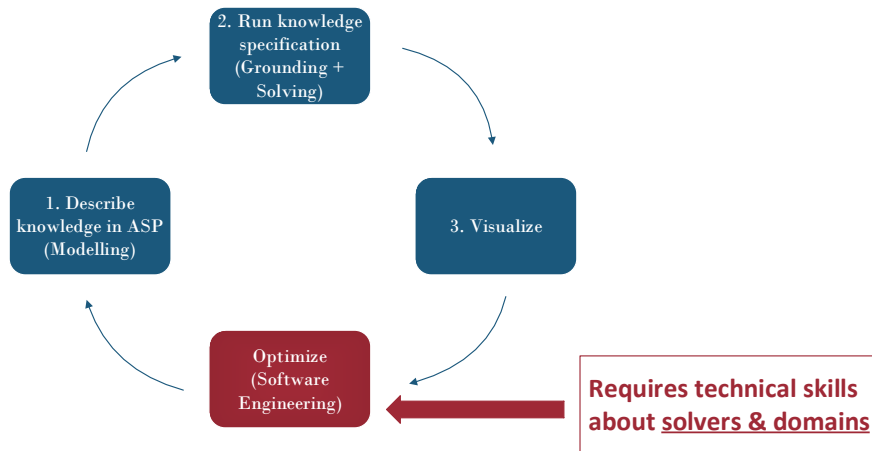 2. Run knowledge
specification
(Grounding +
Solving)
1. Describe
knowledge in ASP
(Modelling)
3. Visualize
Optimize
(Software
Engineering)
Requires technical skills
about solvers & domains